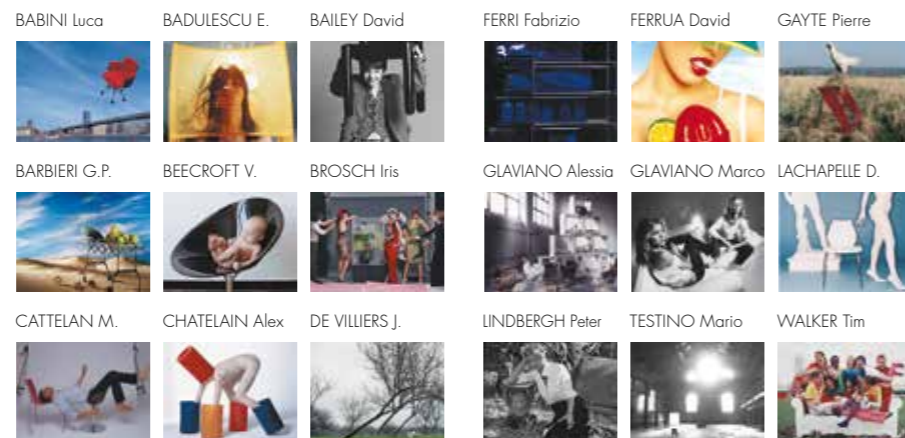 BABINI Luca BADULESCU E. BAILEY David FERRI Fabrizio FERRUA David GAYTE Pierre
BARBIERI G.P. BEECROFT V. BROSCH Iris GLAVIANO Alessia GLAVIANO Marco LACHAPELLE D.
CATTELAN M. CHATELAIN Alex DE VILLIERS J. LINDBERGH Peter TESTINO Mario WALKER Tim